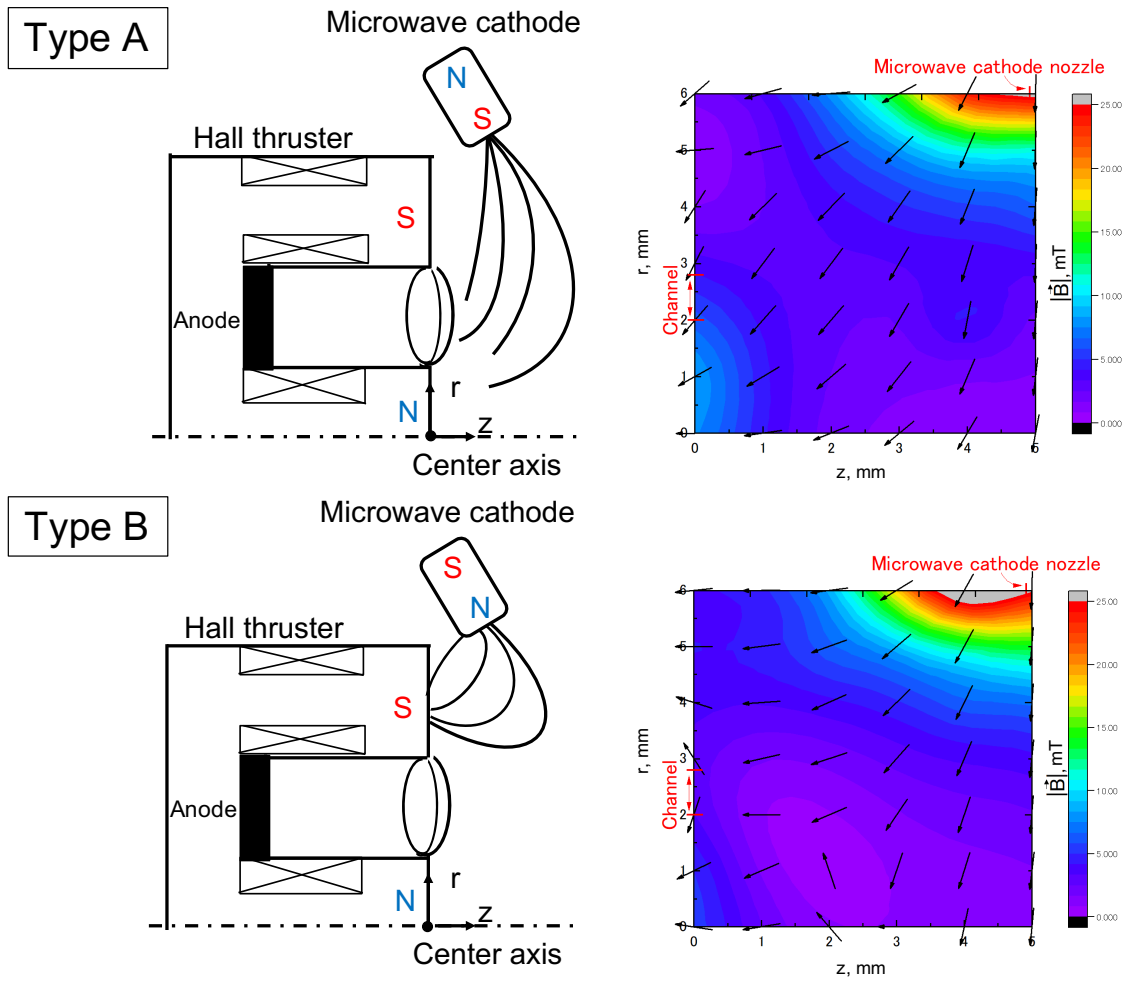 Type A
Microwave cathode
N
S
Hall thruster
S
Anode
r
N
z
Center axis
Microwave cathode nozzle
6
5
4
3
2
1
0
r, mm
Channel
0
1
2
3
4
5
z, mm
25.00
20.00
15.00
10.00
5.000
0.000
|B|, mT
Type B
Microwave cathode
S
N
Hall thruster
S
Anode
r
N
z
Center axis
Microwave cathode nozzle
6
5
4
3
2
1
0
r, mm
Channel
0
1
2
3
4
5
z, mm
25.00
20.00
15.00
10.00
5.000
0.000
|B|, mT